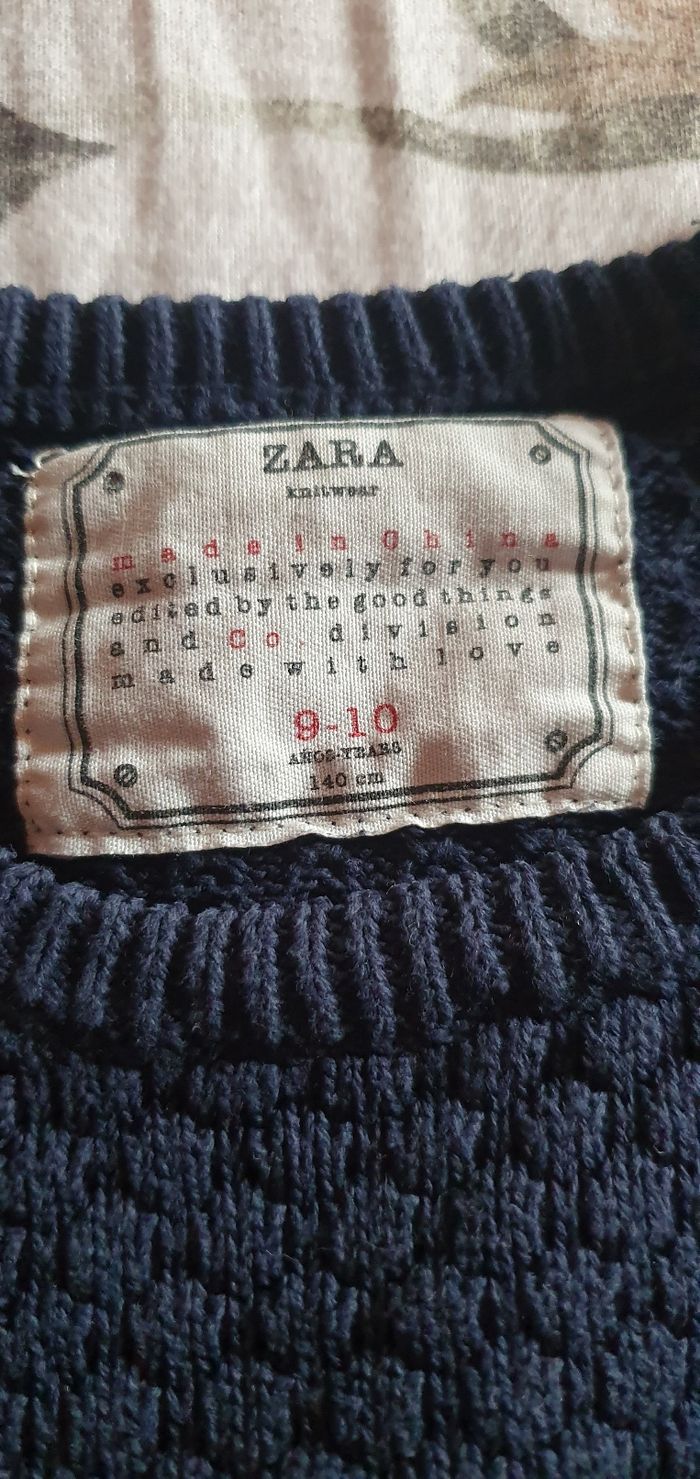 ZARA
knitwear
made in China
exclusively for you
edited by the good things
and Co. division
made with love
9-10
AÑOS-YEARS
140 cm